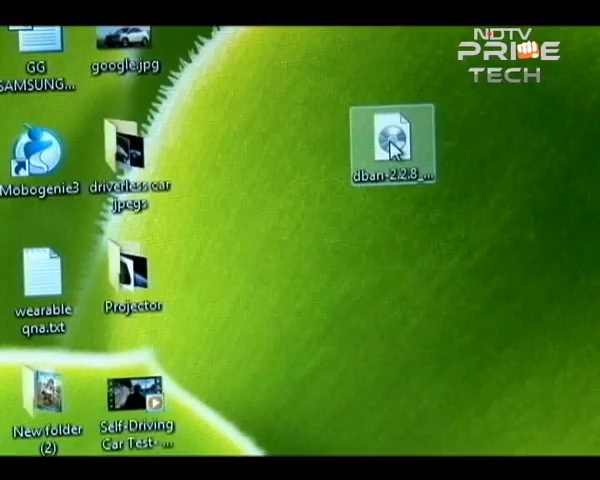 NDTV
PRIME
TECH
GG
SAMSUNG...
google.jpg
dban-2.2.8_...
Mobogenie3
driverless car
jpegs
wearable
qna.txt
Projector
New folder
(2)
Self-Driving
Car Test- ...